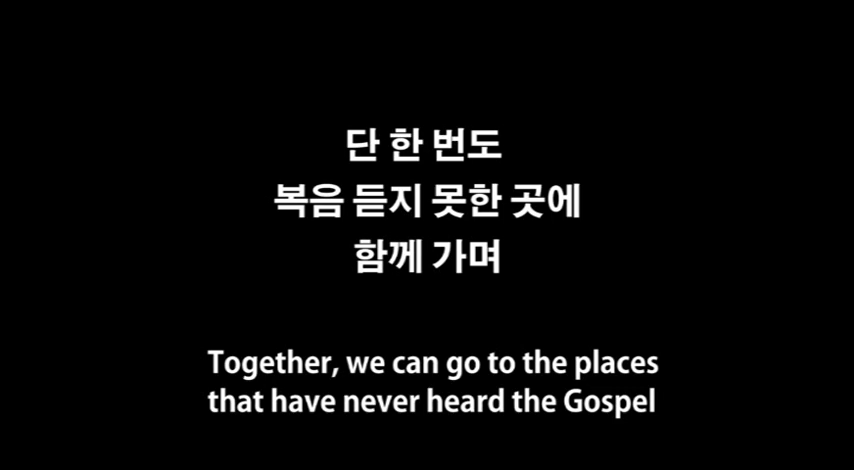 단 한 번도
복음 듣지 못한 곳에
함께 가며
Together, we can go to the places
that have never heard the Gospel